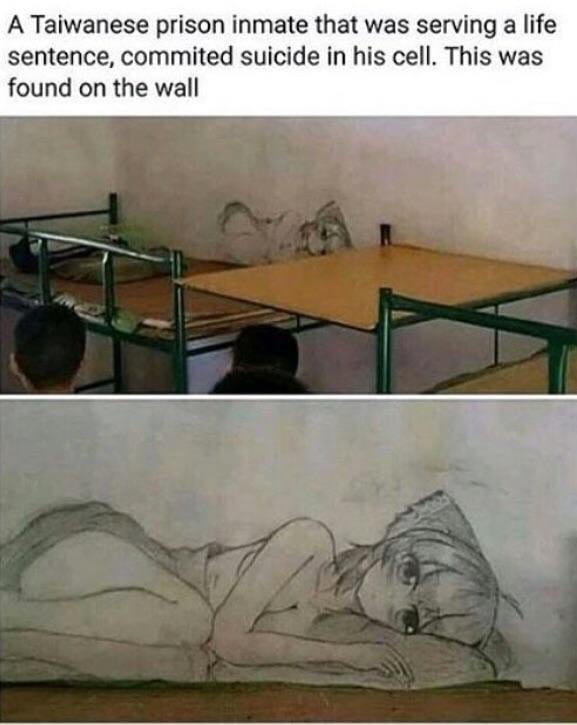 A Taiwanese prison inmate that was serving a life
sentence, commited suicide in his cell. This was
found on the wall